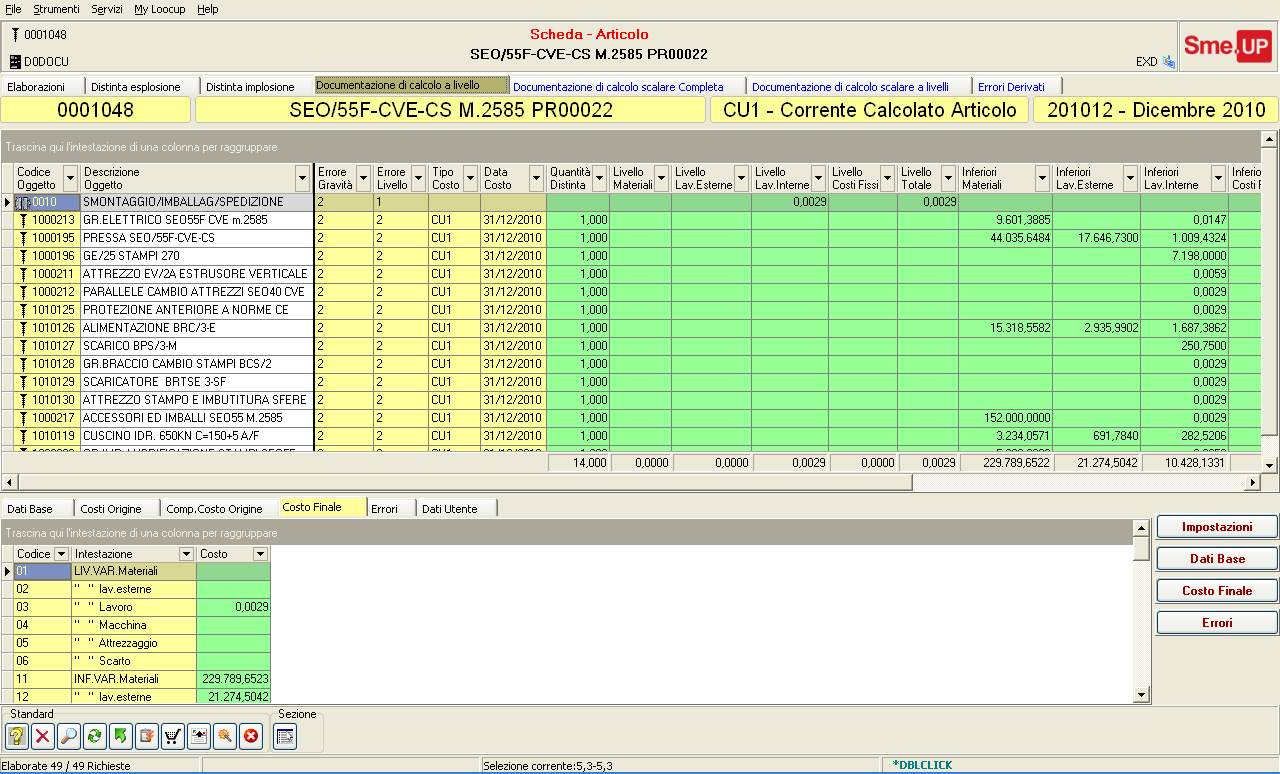 File Strumenti Servizi My Loocup Help
0001048
Scheda - Articolo
SEO/55F-CVE-CS M.2585 PR00022
D0DOCU
EXD
Sme.UP
Elaborazioni Distinta esplosione Distinta implosione Documentazione di calcolo a livello Documentazione di calcolo scalare Completa Documentazione di calcolo scalare a livelli Errori Derivati
0001048 SEO/55F-CVE-CS M.2585 PR00022 CU1 - Corrente Calcolato Articolo 201012 - Dicembre 2010
Trascina qui l'intestazione di una colonna per raggruppare
Codice Descrizione Errore Errore Tipo Data Quantità Livello Livello Livello Livello Livello Inferiori Inferiori Inferiori Inferio
Oggetto Oggetto Gravità Livello Costo Costo Distinta Materiali Lav.Esterne Lav.Interne Costi Fissi Totale Materiali Lav.Esterne Lav.Interne Costi F
0010 SMONTAGGIO/IMBALLAG/SPEDIZIONE 2 1 0,0029 0,0029
1000213 GR.ELETTRICO SEO55F CVE m.2585 2 2 CU1 31/12/2010 1,000 9.601,3885 0,0147
1000195 PRESSA SEO/55F-CVE-CS 2 2 CU1 31/12/2010 1,000 44.035,6484 17.646,7300 1.009,4324
1000196 GE/25 STAMPI 270 2 2 CU1 31/12/2010 1,000 7.198,0000
1000211 ATTREZZO EV/2A ESTRUSORE VERTICALE 2 2 CU1 31/12/2010 1,000 0,0059
1000212 PARALLELE CAMBIO ATTREZZI SEO40 CVE 2 2 CU1 31/12/2010 1,000 0,0029
1010125 PROTEZIONE ANTERIORE A NORME CE 2 2 CU1 31/12/2010 1,000 0,0029
1010126 ALIMENTAZIONE BRC/3-E 2 2 CU1 31/12/2010 1,000 15.318,5582 2.935,9902 1.687,3862
1010127 SCARICO BPS/3-M 2 2 CU1 31/12/2010 1,000 250,7500
1010128 GR.BRACCIO CAMBIO STAMPI BCS/2 2 2 CU1 31/12/2010 1,000 0,0029
1010129 SCARICATORE BRTSE 3-SF 2 2 CU1 31/12/2010 1,000 0,0029
1010130 ATTREZZO STAMPO E IMBUTITURA SFERE 2 2 CU1 31/12/2010 1,000 0,0029
1000217 ACCESSORI ED IMBALLI SEO55 M.2585 2 2 CU1 31/12/2010 1,000 152.000,0000 0,0029
1010119 CUSCINO IDR. 650KN C=150+5 A/F 2 2 CU1 31/12/2010 1,000 3.234,0571 691,7840 282,5206
14,000 0,0000 0,0000 0,0029 0,0000 0,0029 229.789,6522 21.274,5042 10.428,1331
Dati Base Costi Origine Comp.Costo Origine Costo Finale Errori Dati Utente
Trascina qui l'intestazione di una colonna per raggruppare
Codice Intestazione Costo
01 LIV.VAR.Materiali
02 " " lav.esterne
03 " " Lavoro 0,0029
04 " " Macchina
05 " " Attrezzaggio
06 " " Scarto
11 INF.VAR.Materiali 229.789,6523
12 " " lav.esterne 21.274,5042
Impostazioni
Dati Base
Costo Finale
Errori
Standard Sezione
Elaborate 49 / 49 Richieste Selezione corrente:5,3-5,3 *DBLCLICK